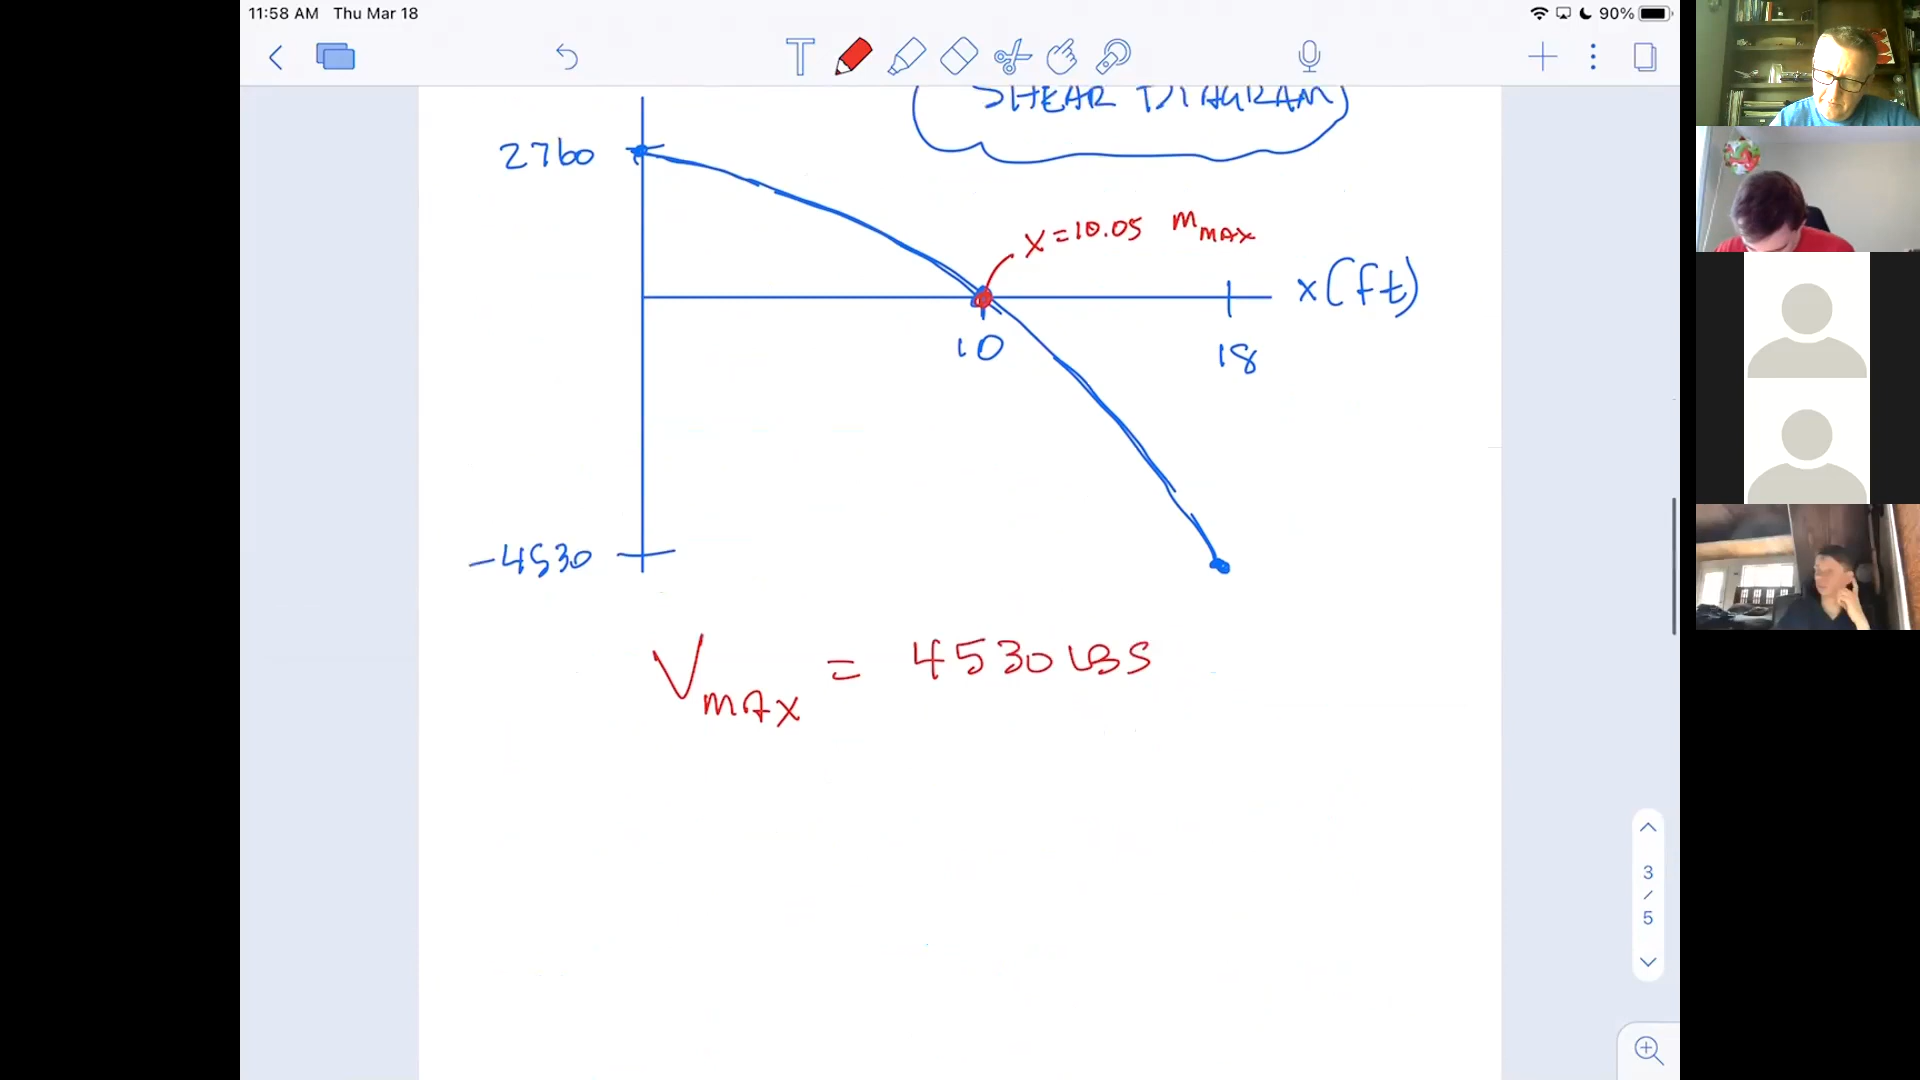 11:58 AM Thu Mar 18
90%
T
SHEAR DIAGRAM
2760
x=10.05 MMAX
x(ft)
10
18
-4530
VMAX = 4530 LBS
3
/
5